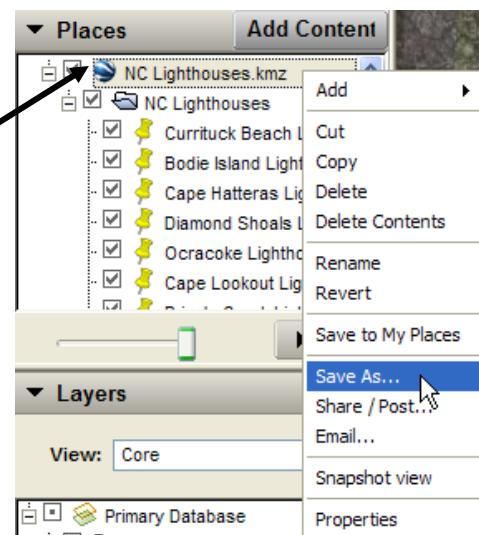 Places
Add Content
NC Lighthouses.kmz
NC Lighthouses
Currituck Beach L
Bodie Island Light
Cape Hatteras Lig
Diamond Shoals L
Ocracoke Lightho
Cape Lookout Lig
Add
Cut
Copy
Delete
Delete Contents
Rename
Revert
Save to My Places
Save As...
Share / Post...
Email...
Snapshot view
Properties
Layers
View: Core
Primary Database